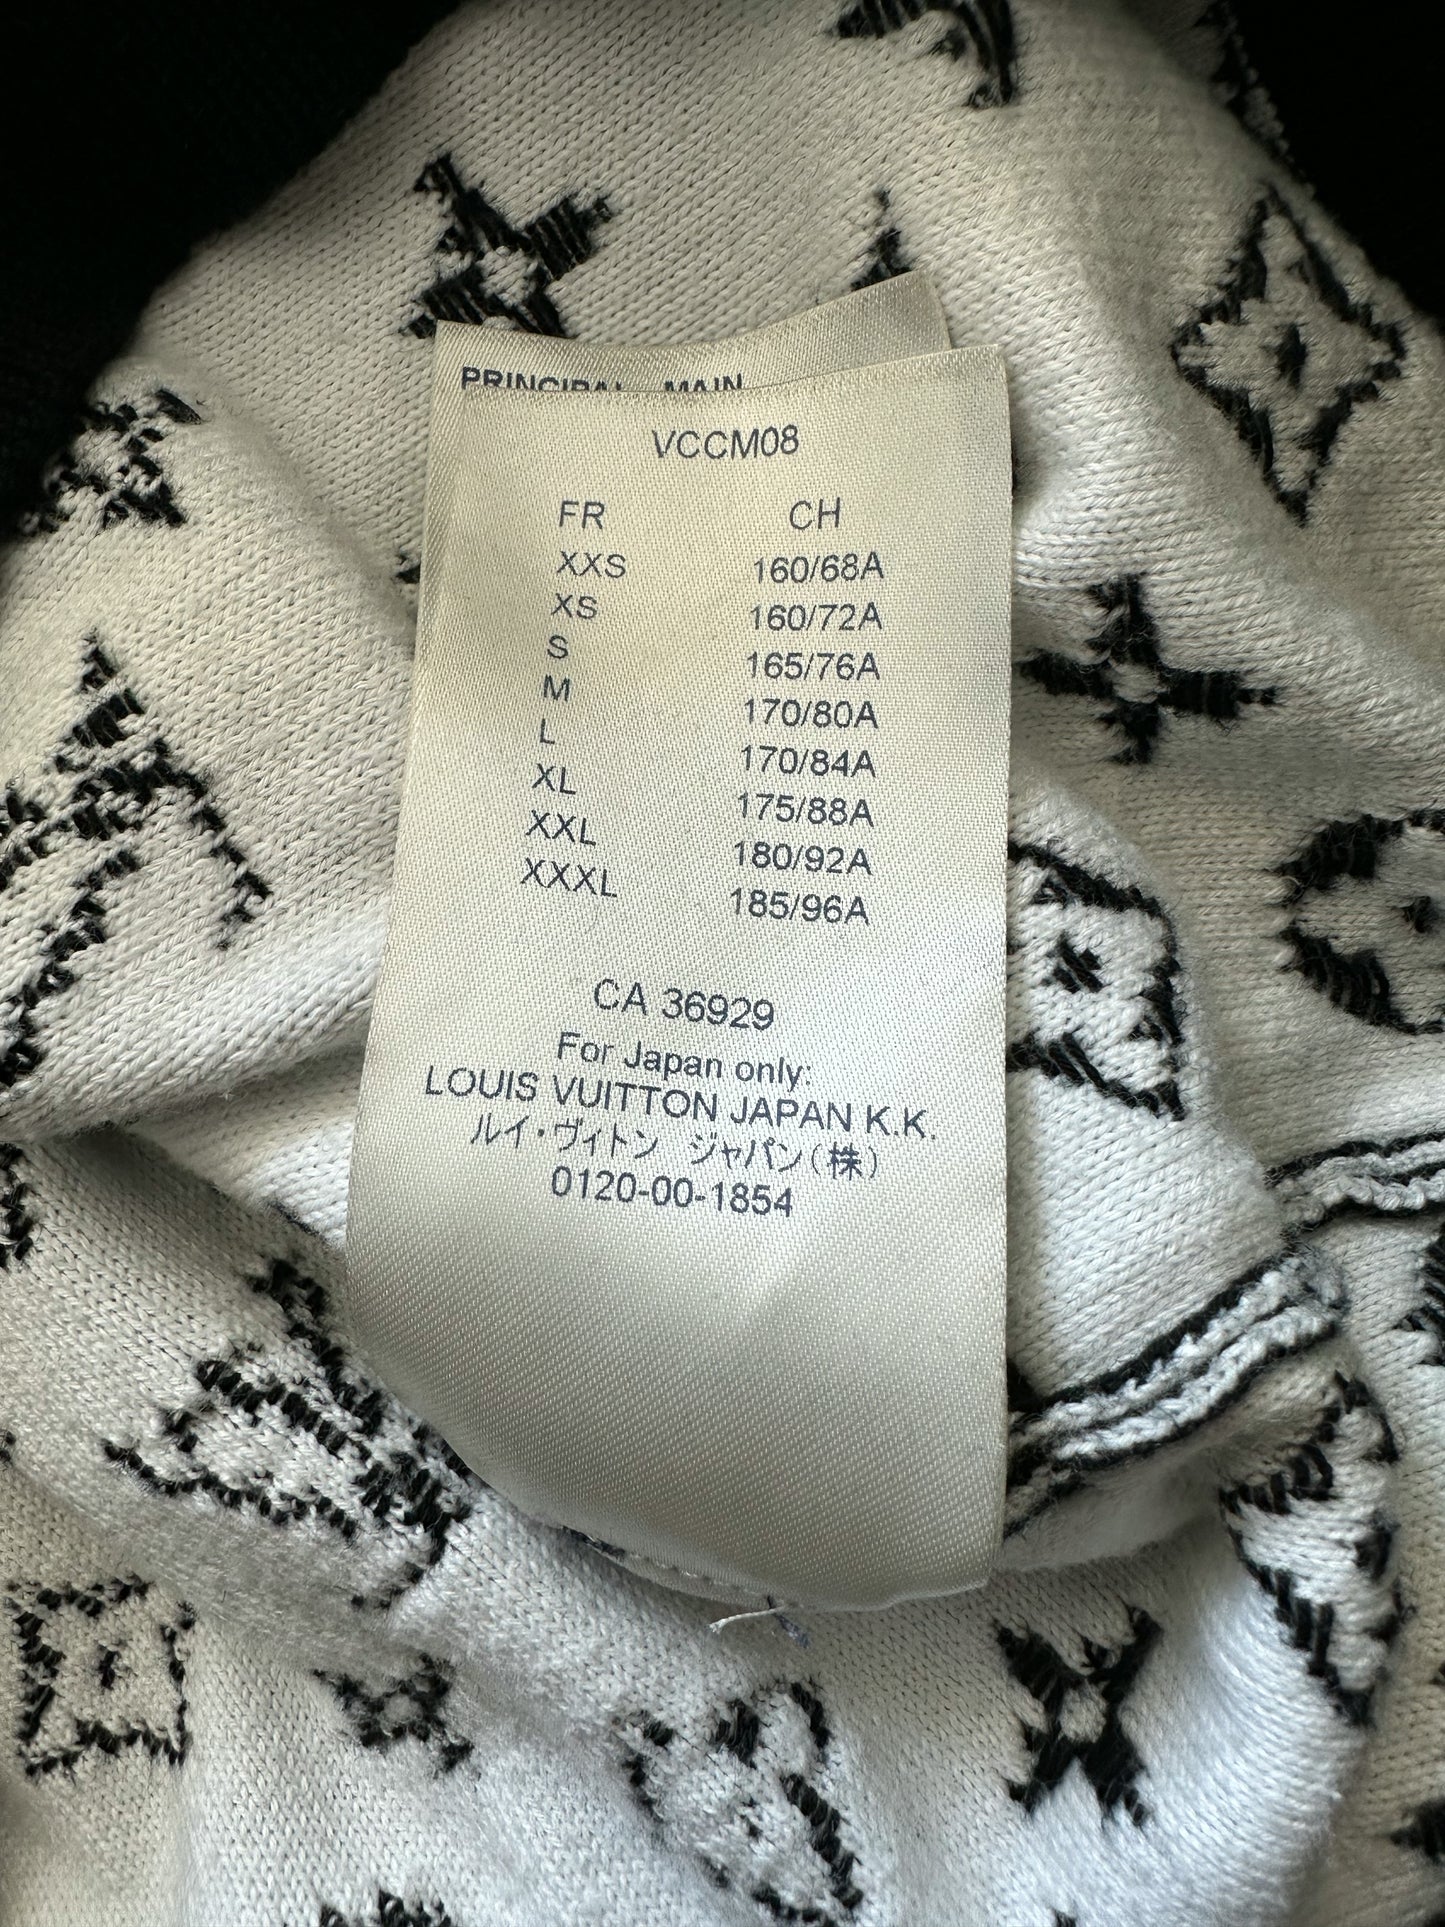 PRINCIPAL MAIN
VCCM08
FR CH
XXS 160/68A
XS 160/72A
S 165/76A
M 170/80A
L 170/84A
XL 175/88A
XXL 180/92A
XXXL 185/96A
CA 36929
For Japan only:
LOUIS VUITTON JAPAN K.K.
ルイ・ヴィトン ジャパン(株)
0120-00-1854